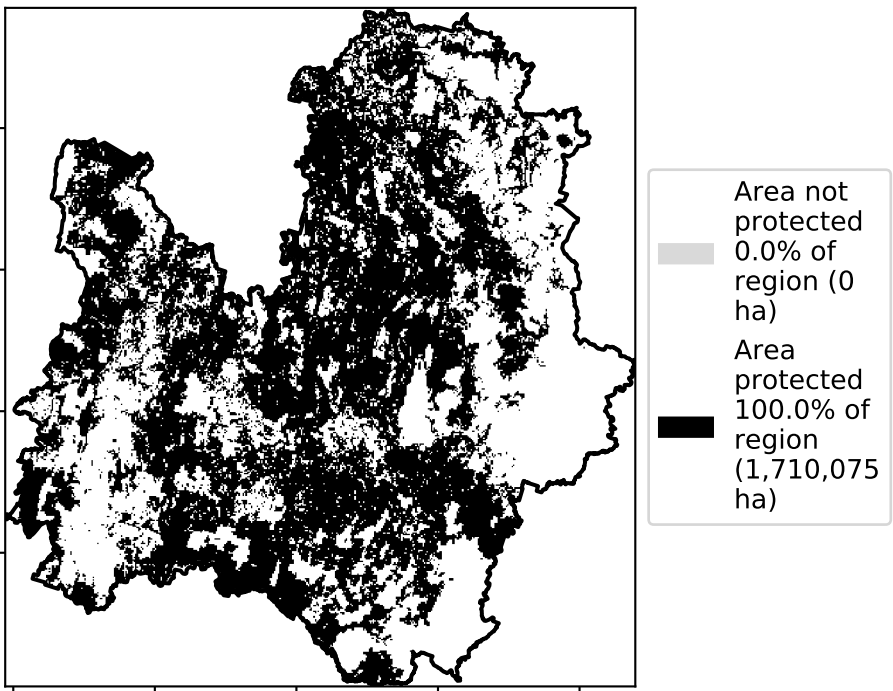 Area not
protected
0.0% of
region (0
ha)
Area
protected
100.0% of
region
(1,710,075
ha)